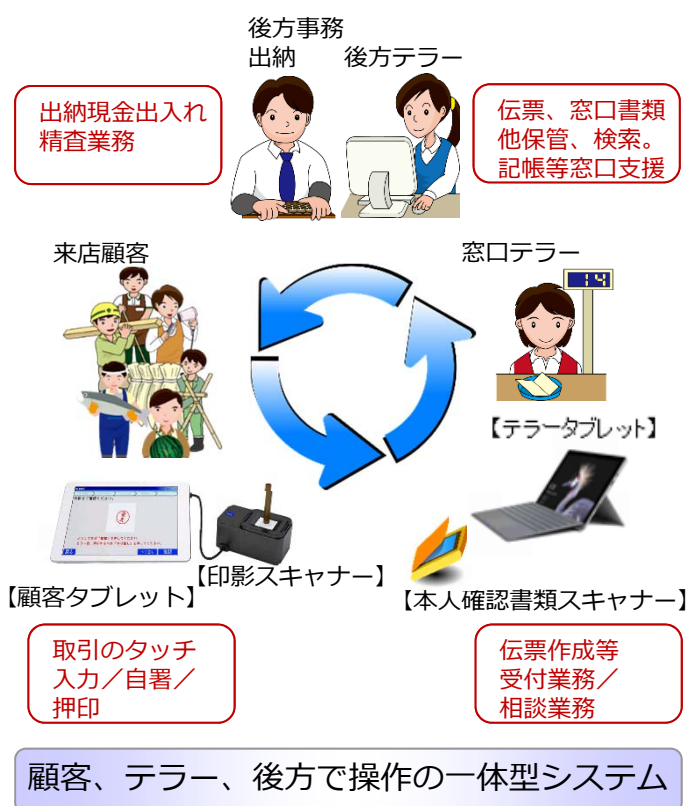 後方事務
出納
後方テラー
出納現金出入れ
精査業務
伝票、窓口書類
他保管、検索。
記帳等窓口支援
来店顧客
窓口テラー
14
【テラータブレット】
【印影スキャナー】
【顧客タブレット】
【本人確認書類スキャナー】
取引のタッチ
入力／自署／
押印
伝票作成等
受付業務／
相談業務
顧客、テラー、後方で操作の一体型システム